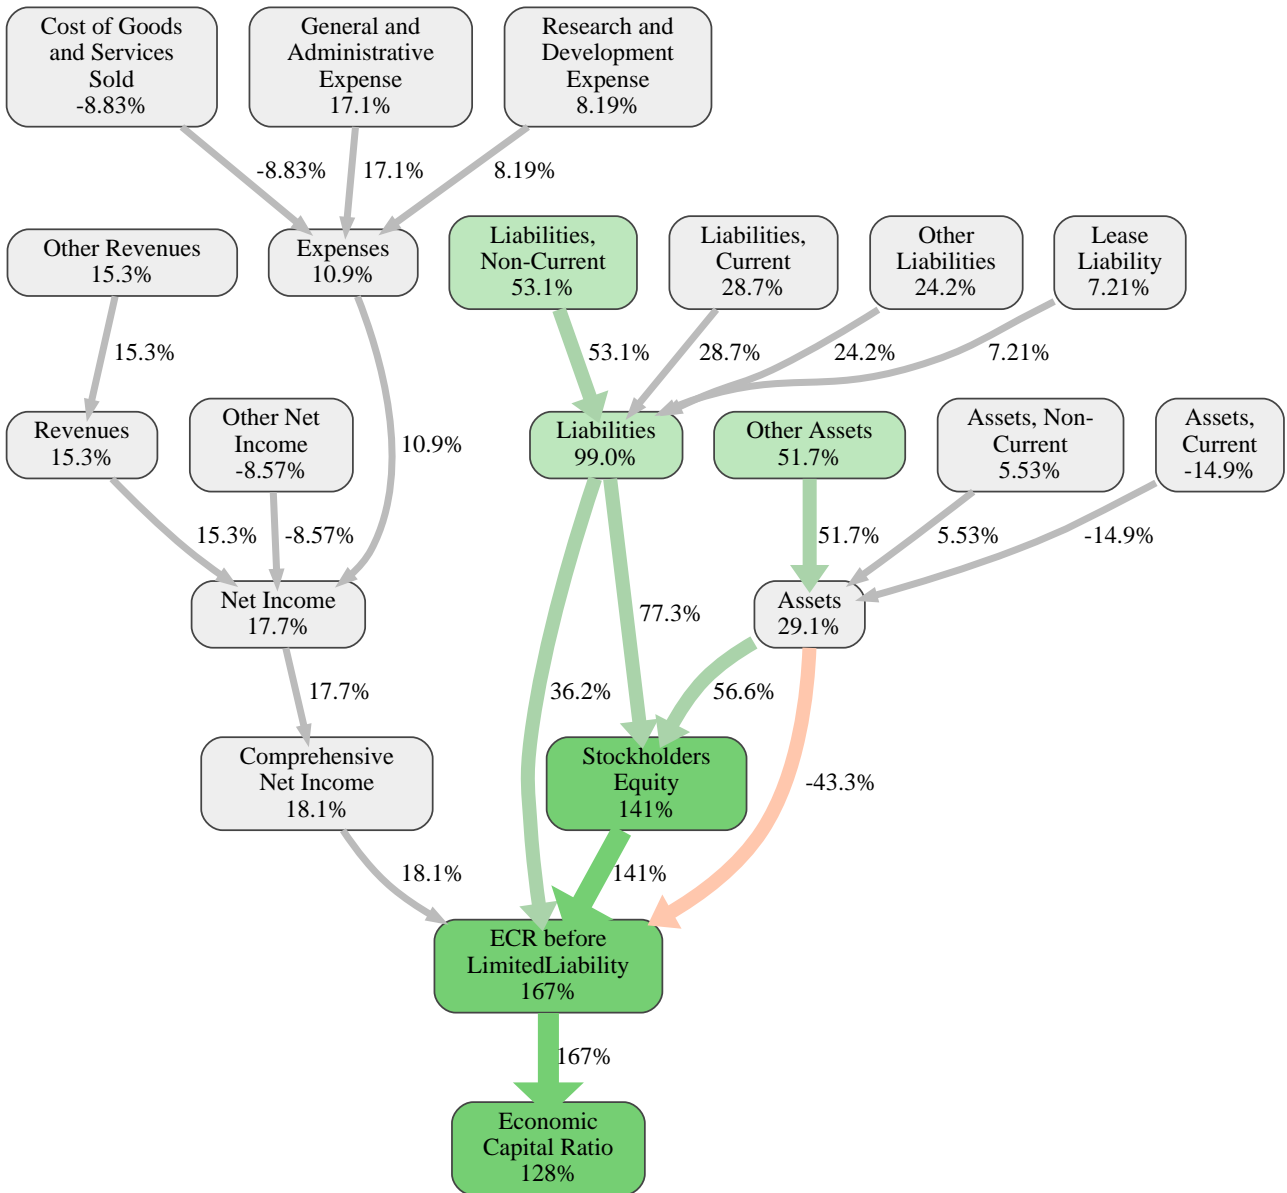 Cost of Goods
and Services
Sold
-8.83%
General and
Administrative
Expense
17.1%
Research and
Development
Expense
8.19%
-8.83%
17.1%
8.19%
Other Revenues
15.3%
Expenses
10.9%
Liabilities,
Non-Current
53.1%
Liabilities,
Current
28.7%
Other
Liabilities
24.2%
Lease
Liability
7.21%
15.3%
53.1%
28.7%
24.2%
7.21%
Revenues
15.3%
Other Net
Income
-8.57%
10.9%
Liabilities
99.0%
Other Assets
51.7%
Assets, Non-
Current
5.53%
Assets,
Current
-14.9%
15.3%
-8.57%
51.7%
5.53%
-14.9%
Net Income
17.7%
77.3%
Assets
29.1%
17.7%
36.2%
56.6%
Comprehensive
Net Income
18.1%
Stockholders
Equity
141%
-43.3%
18.1%
141%
ECR before
LimitedLiability
167%
167%
Economic
Capital Ratio
128%